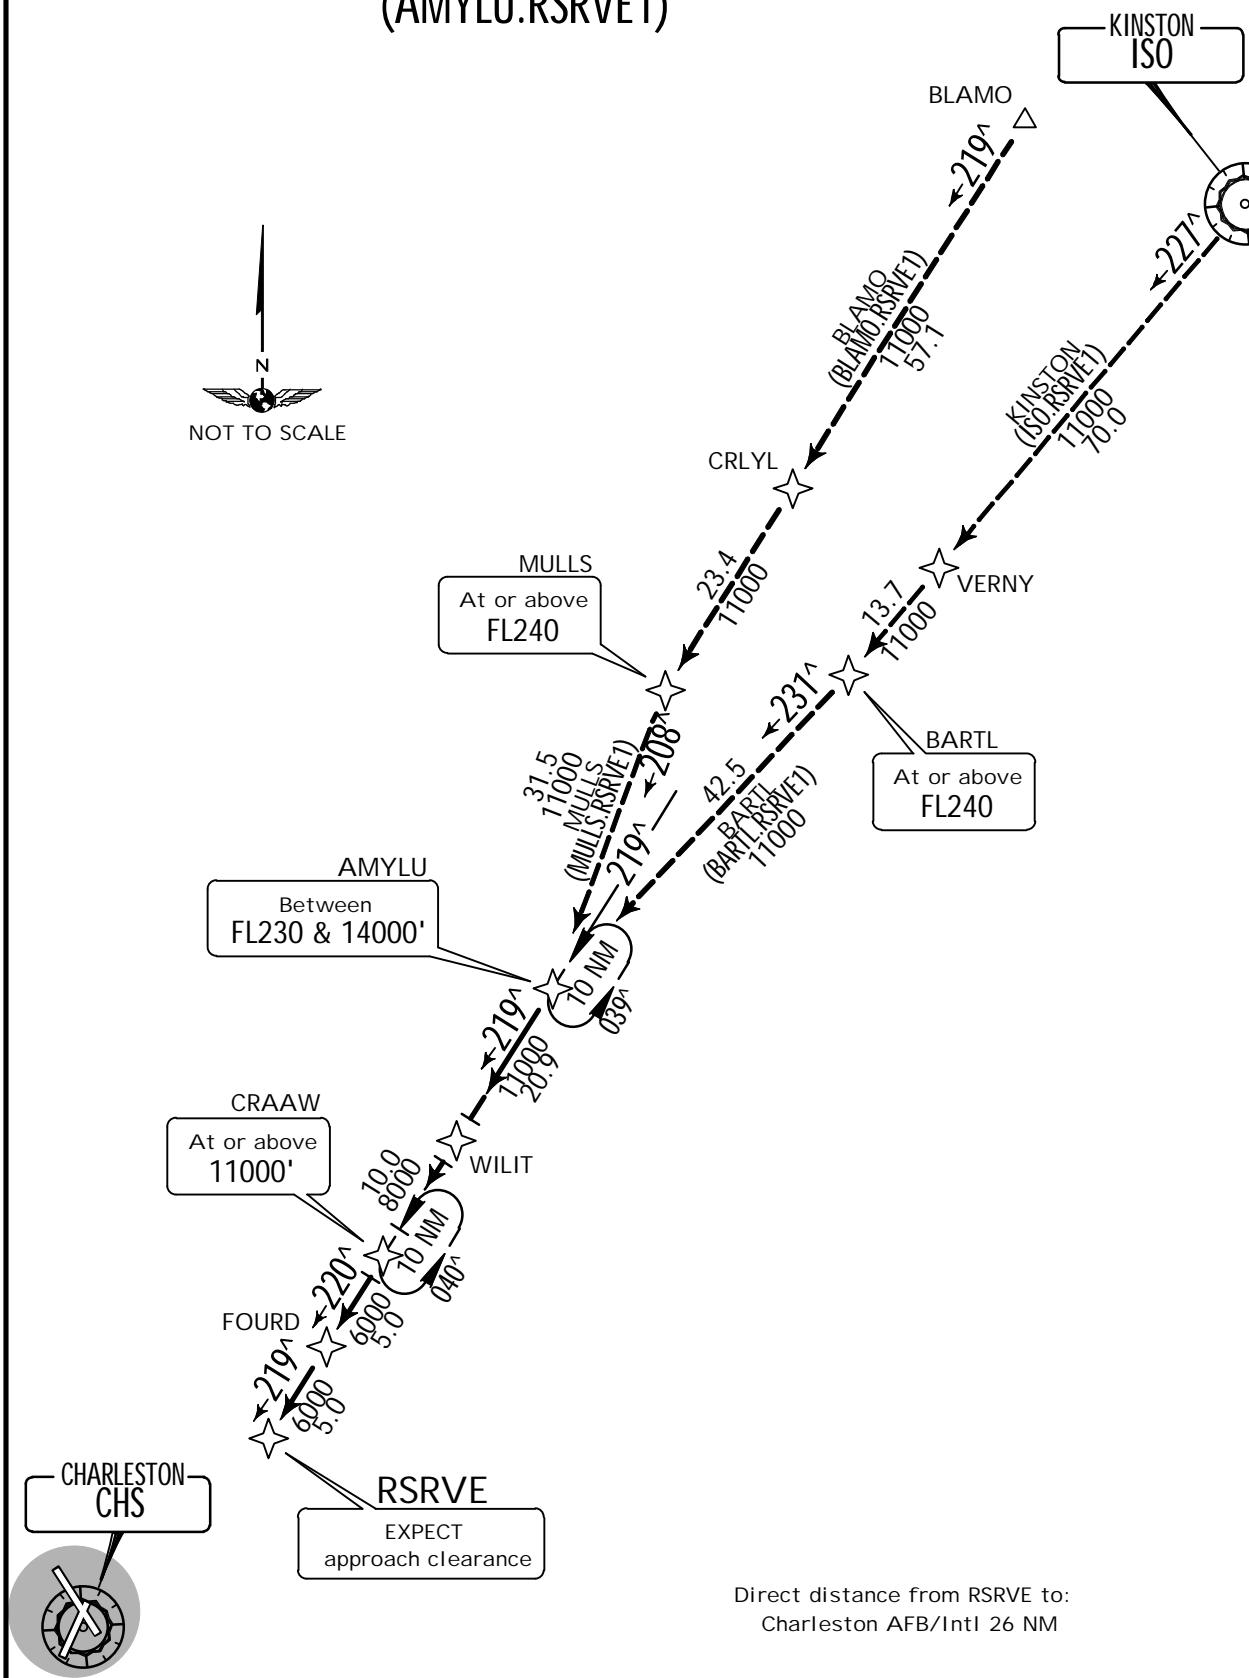 (AMYLU.RSRVE1)
KINSTON
ISO
BLAMO
219^
227^
BLAMO
(BLAMO.RSRVE1)
11000
57.1
KINSTON
(ISO.RSRVE1)
11000
70.0
N
NOT TO SCALE
CRLYL
23.4
11000
VERNY
13.7
11000
MULLS
At or above
FL240
208^
31.5
11000
MULLS
(MULLS.RSRVE1)
231^
BARTL
At or above
FL240
42.5
BARTL
(BARTL.RSRVE1)
11000
219^
AMYLU
Between
FL230 & 14000'
10 NM
039^
219^
11000
20.9
CRAAW
At or above
11000'
WILIT
10.0
8000
10 NM
040^
220^
6000
5.0
FOURD
219^
6000
5.0
RSRVE
EXPECT
approach clearance
CHARLESTON
CHS
Direct distance from RSRVE to:
Charleston AFB/Intl 26 NM